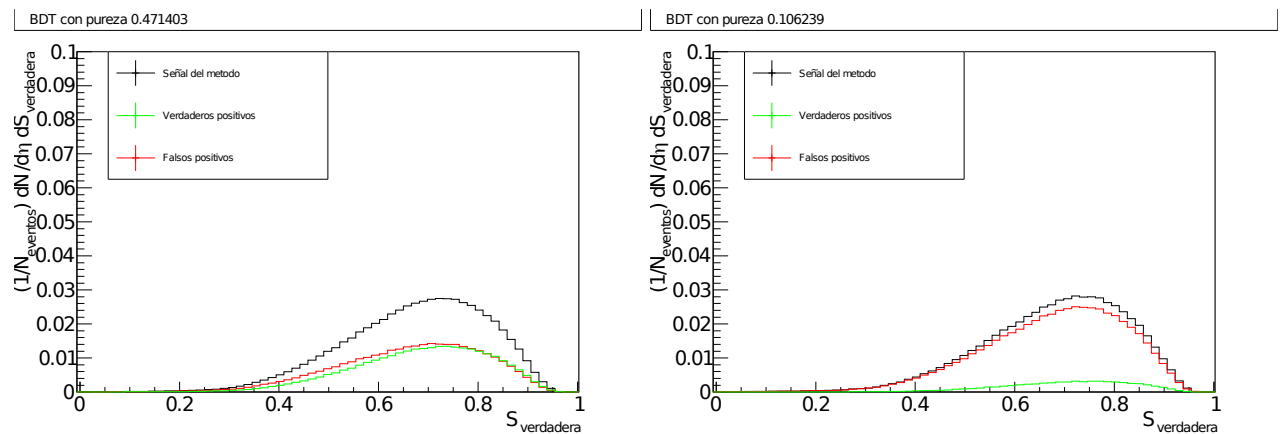 BDT con pureza 0.471403
(1/N_eventos) dN/dη dS_verdadera
0.1
0.09
0.08
0.07
0.06
0.05
0.04
0.03
0.02
0.01
0
Señal del metodo
Verdaderos positivos
Falsos positivos
0 0.2 0.4 0.6 0.8 1
S_verdadera
BDT con pureza 0.106239
(1/N_eventos) dN/dη dS_verdadera
0.1
0.09
0.08
0.07
0.06
0.05
0.04
0.03
0.02
0.01
0
Señal del metodo
Verdaderos positivos
Falsos positivos
0 0.2 0.4 0.6 0.8 1
S_verdadera